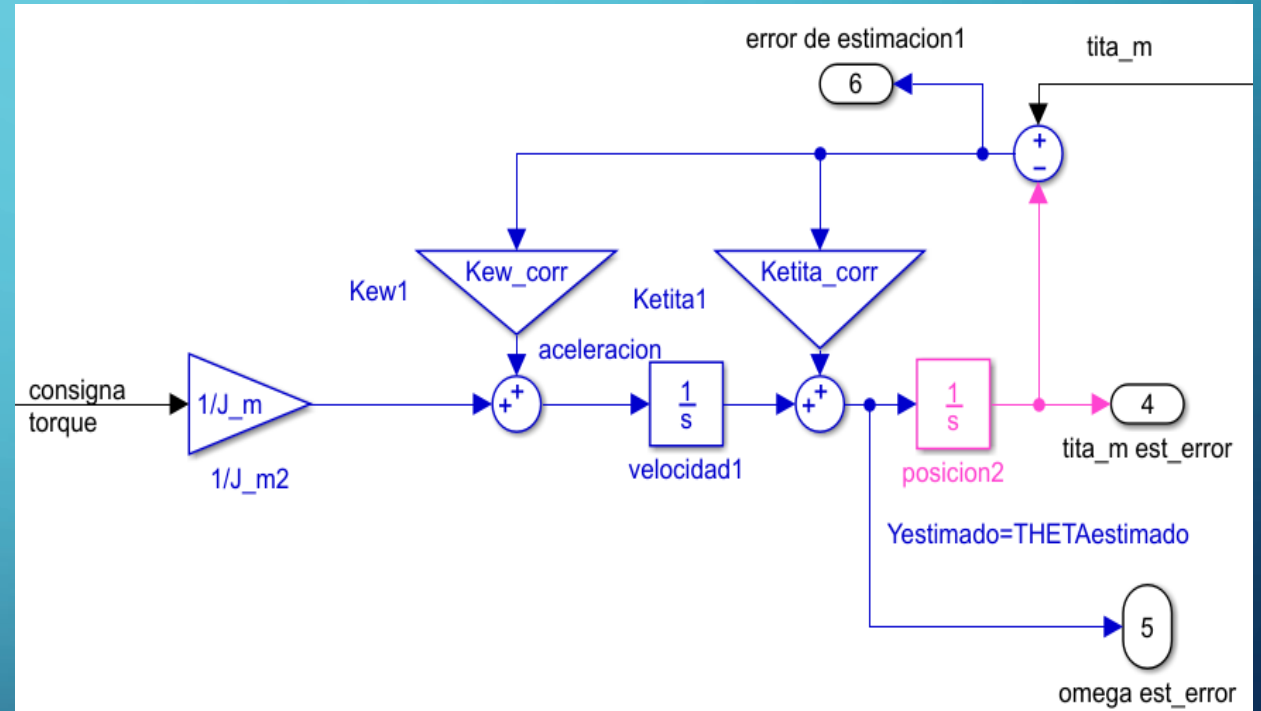 error de estimacion1
tita_m
6
+
−
Kew_corr
Ketita_corr
Kew1
Ketita1
aceleracion
consigna
torque
1/J_m
+
+
1
s
+
+
1
s
4
1/J_m2
velocidad1
posicion2
tita_m est_error
Yestimado=THETAestimado
5
omega est_error